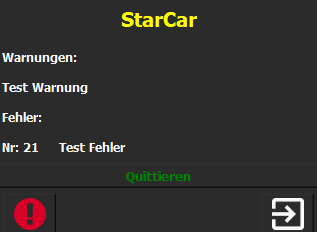 StarCar
Warnungen:
Test Warnung
Fehler:
Nr: 21 Test Fehler
Quittieren